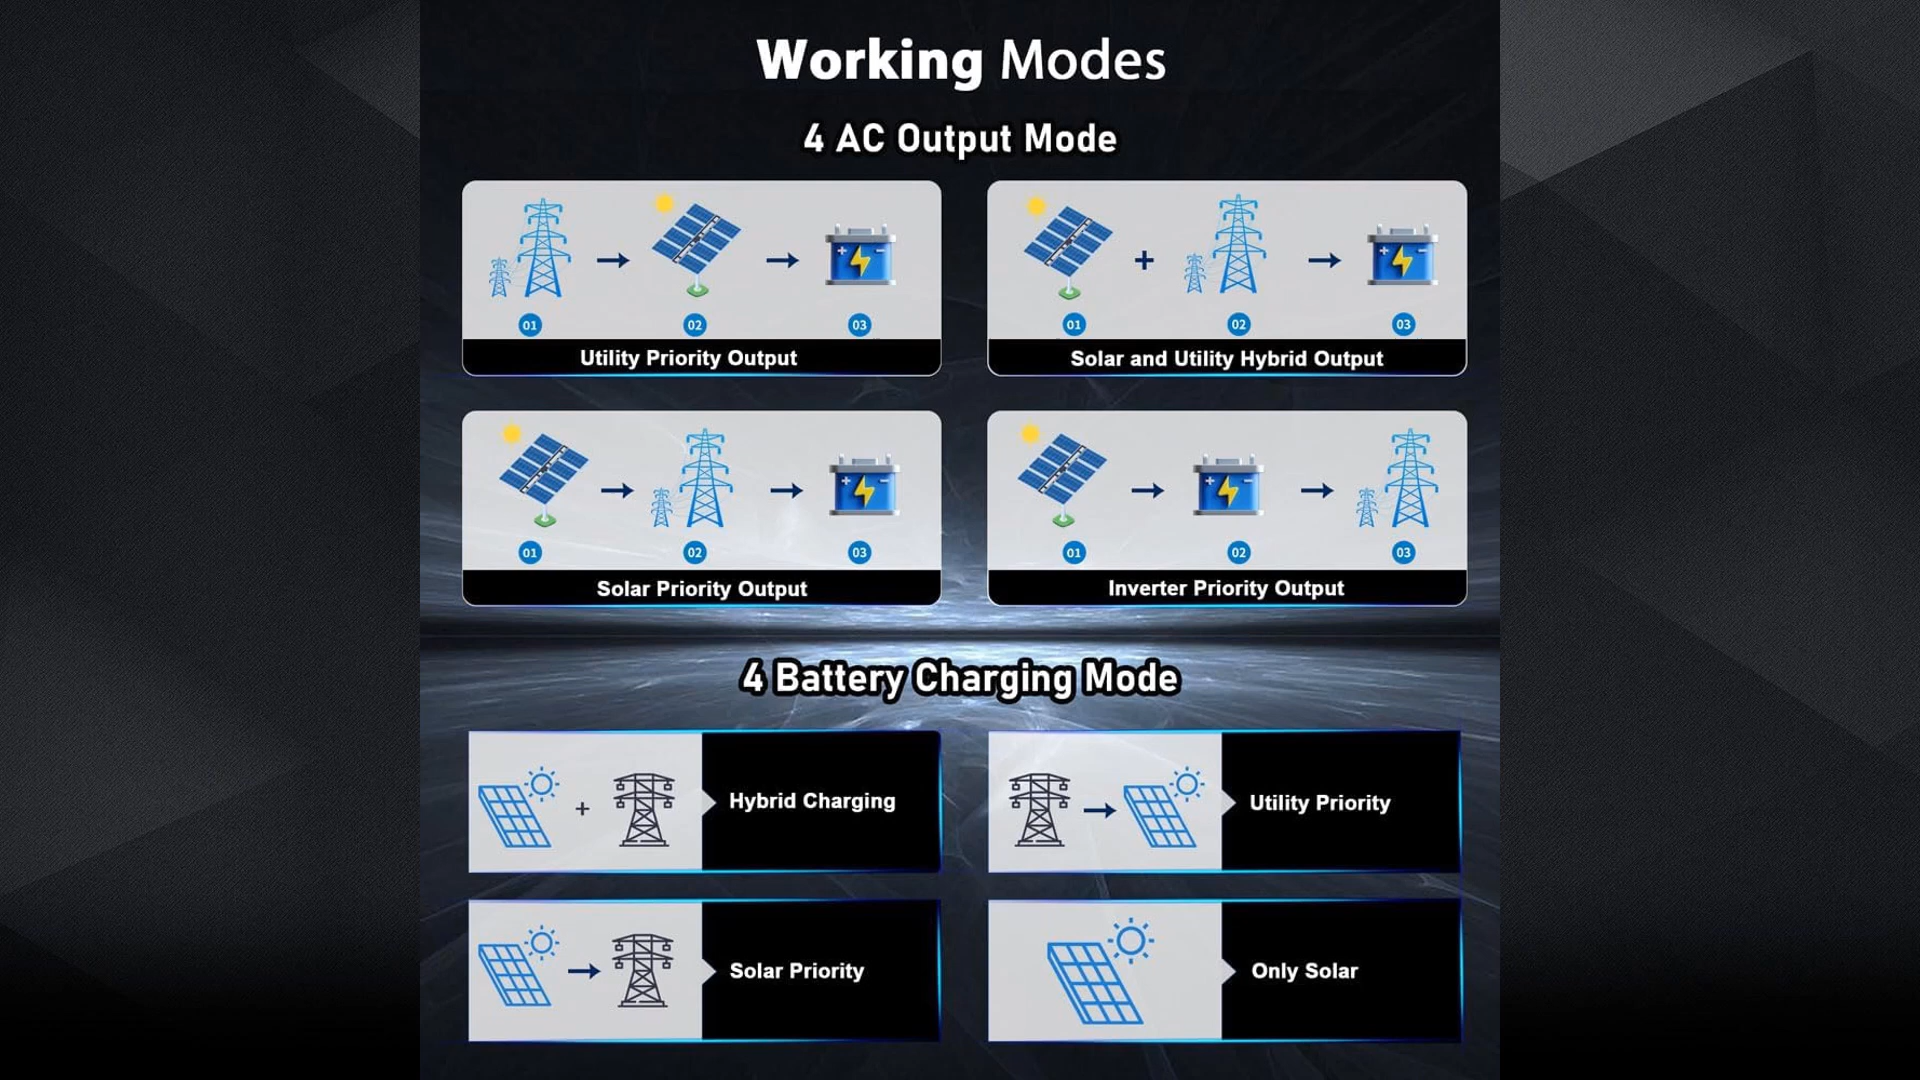 Working Modes
4 AC Output Mode
01 02 03
Utility Priority Output
01 02 03
Solar and Utility Hybrid Output
01 02 03
Solar Priority Output
01 02 03
Inverter Priority Output
4 Battery Charging Mode
Hybrid Charging
Utility Priority
Solar Priority
Only Solar